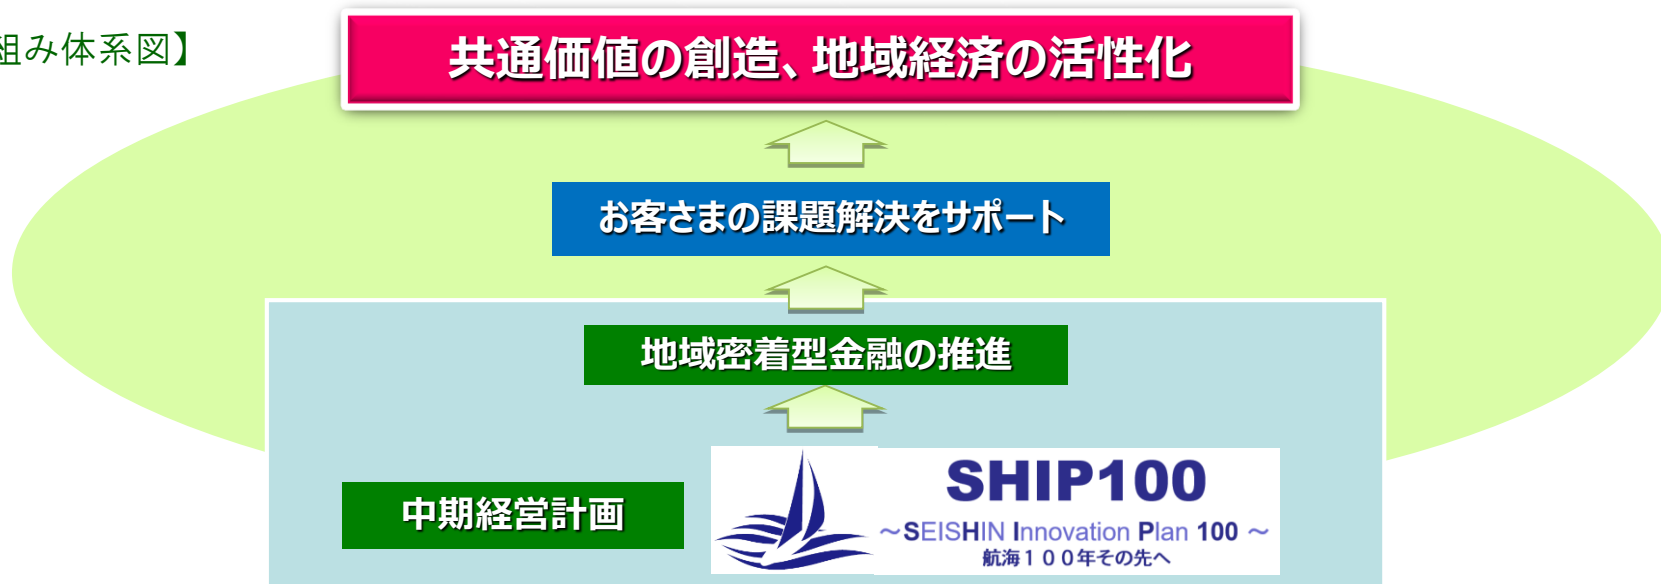 組み体系図】
共通価値の創造、地域経済の活性化
お客さまの課題解決をサポート
地域密着型金融の推進
中期経営計画
SHIP100
～SEISHIN Innovation Plan 100 ～
航海１００年その先へ